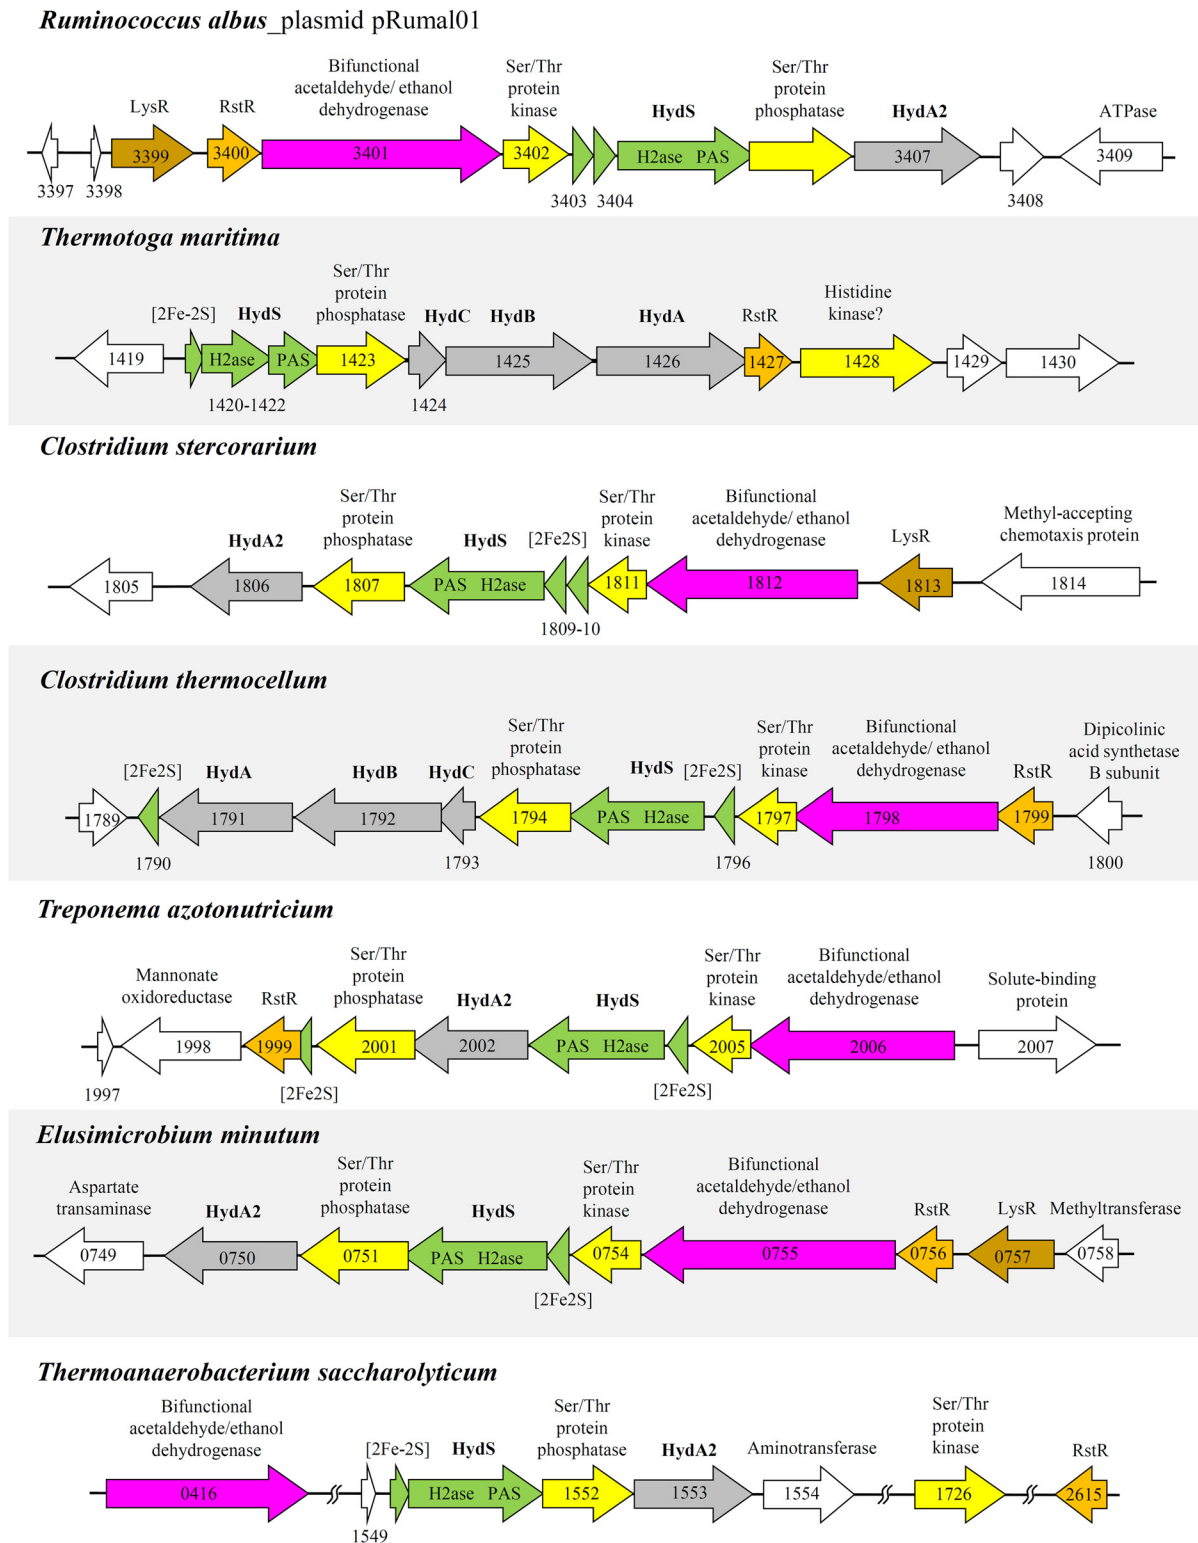 Ruminococcus albus_plasmid pRumal01
Bifunctional
acetaldehyde/ ethanol
dehydrogenase
Ser/Thr
protein
kinase
Ser/Thr
protein
phosphatase
LysR
RstR
HydS
HydA2
ATPase
3399
3400
3401
3402
H2ase PAS
3407
3409
3397
3398
3403
3404
3408
Thermotoga maritima
Ser/Thr
protein
phosphatase
Histidine
kinase?
[2Fe-2S]
HydS
HydC
HydB
HydA
RstR
1419
H2ase
PAS
1423
1425
1426
1427
1428
1429
1430
1420-1422
1424
Clostridium stercorarium
Ser/Thr
protein
phosphatase
Ser/Thr
protein
kinase
Bifunctional
acetaldehyde/ ethanol
dehydrogenase
Methyl-accepting
chemotaxis protein
HydA2
HydS
[2Fe2S]
LysR
1805
1806
1807
PAS H2ase
1811
1812
1813
1814
1809-10
Clostridium thermocellum
Ser/Thr
protein
phosphatase
Ser/Thr
protein
kinase
Bifunctional
acetaldehyde/ ethanol
dehydrogenase
Dipicolinic
acid synthetase
B subunit
[2Fe2S]
HydA
HydB
HydC
HydS
[2Fe2S]
RstR
1789
1791
1792
1794
PAS H2ase
1797
1798
1799
1790
1793
1796
1800
Treponema azotonutricium
Mannonate
oxidoreductase
RstR
Ser/Thr
protein
phosphatase
HydA2
HydS
Ser/Thr
protein
kinase
Bifunctional
acetaldehyde/ethanol
dehydrogenase
Solute-binding
protein
1998
1999
2001
2002
PAS H2ase
2005
2006
2007
1997
[2Fe2S]
[2Fe2S]
Elusimicrobium minutum
Aspartate
transaminase
HydA2
Ser/Thr
protein
phosphatase
HydS
Ser/Thr
protein
kinase
Bifunctional
acetaldehyde/ethanol
dehydrogenase
RstR
LysR
Methyltransferase
0749
0750
0751
PAS H2ase
0754
0755
0756
0757
0758
[2Fe2S]
Thermoanaerobacterium saccharolyticum
Bifunctional
acetaldehyde/ethanol
dehydrogenase
[2Fe-2S]
HydS
Ser/Thr
protein
phosphatase
HydA2
Aminotransferase
Ser/Thr
protein
kinase
RstR
0416
H2ase PAS
1552
1553
1554
1726
2615
1549